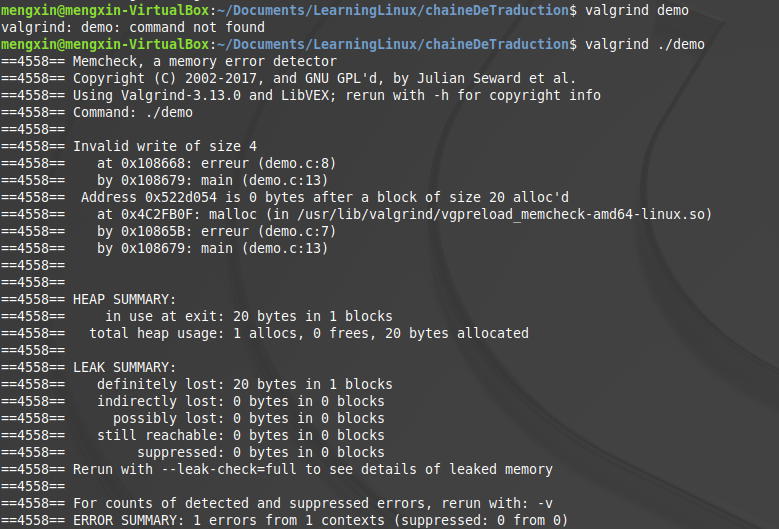 mengxin@mengxin-VirtualBox:~/Documents/LearningLinux/chaineDeTraduction$ valgrind demo
valgrind: demo: command not found
mengxin@mengxin-VirtualBox:~/Documents/LearningLinux/chaineDeTraduction$ valgrind ./demo
==4558== Memcheck, a memory error detector
==4558== Copyright (C) 2002-2017, and GNU GPL'd, by Julian Seward et al.
==4558== Using Valgrind-3.13.0 and LibVEX; rerun with -h for copyright info
==4558== Command: ./demo
==4558==
==4558== Invalid write of size 4
==4558==    at 0x108668: erreur (demo.c:8)
==4558==    by 0x108679: main (demo.c:13)
==4558==  Address 0x522d054 is 0 bytes after a block of size 20 alloc'd
==4558==    at 0x4C2FB0F: malloc (in /usr/lib/valgrind/vgpreload_memcheck-amd64-linux.so)
==4558==    by 0x10865B: erreur (demo.c:7)
==4558==    by 0x108679: main (demo.c:13)
==4558==
==4558==
==4558== HEAP SUMMARY:
==4558==     in use at exit: 20 bytes in 1 blocks
==4558==   total heap usage: 1 allocs, 0 frees, 20 bytes allocated
==4558==
==4558== LEAK SUMMARY:
==4558==    definitely lost: 20 bytes in 1 blocks
==4558==    indirectly lost: 0 bytes in 0 blocks
==4558==      possibly lost: 0 bytes in 0 blocks
==4558==    still reachable: 0 bytes in 0 blocks
==4558==         suppressed: 0 bytes in 0 blocks
==4558== Rerun with --leak-check=full to see details of leaked memory
==4558==
==4558== For counts of detected and suppressed errors, rerun with: -v
==4558== ERROR SUMMARY: 1 errors from 1 contexts (suppressed: 0 from 0)